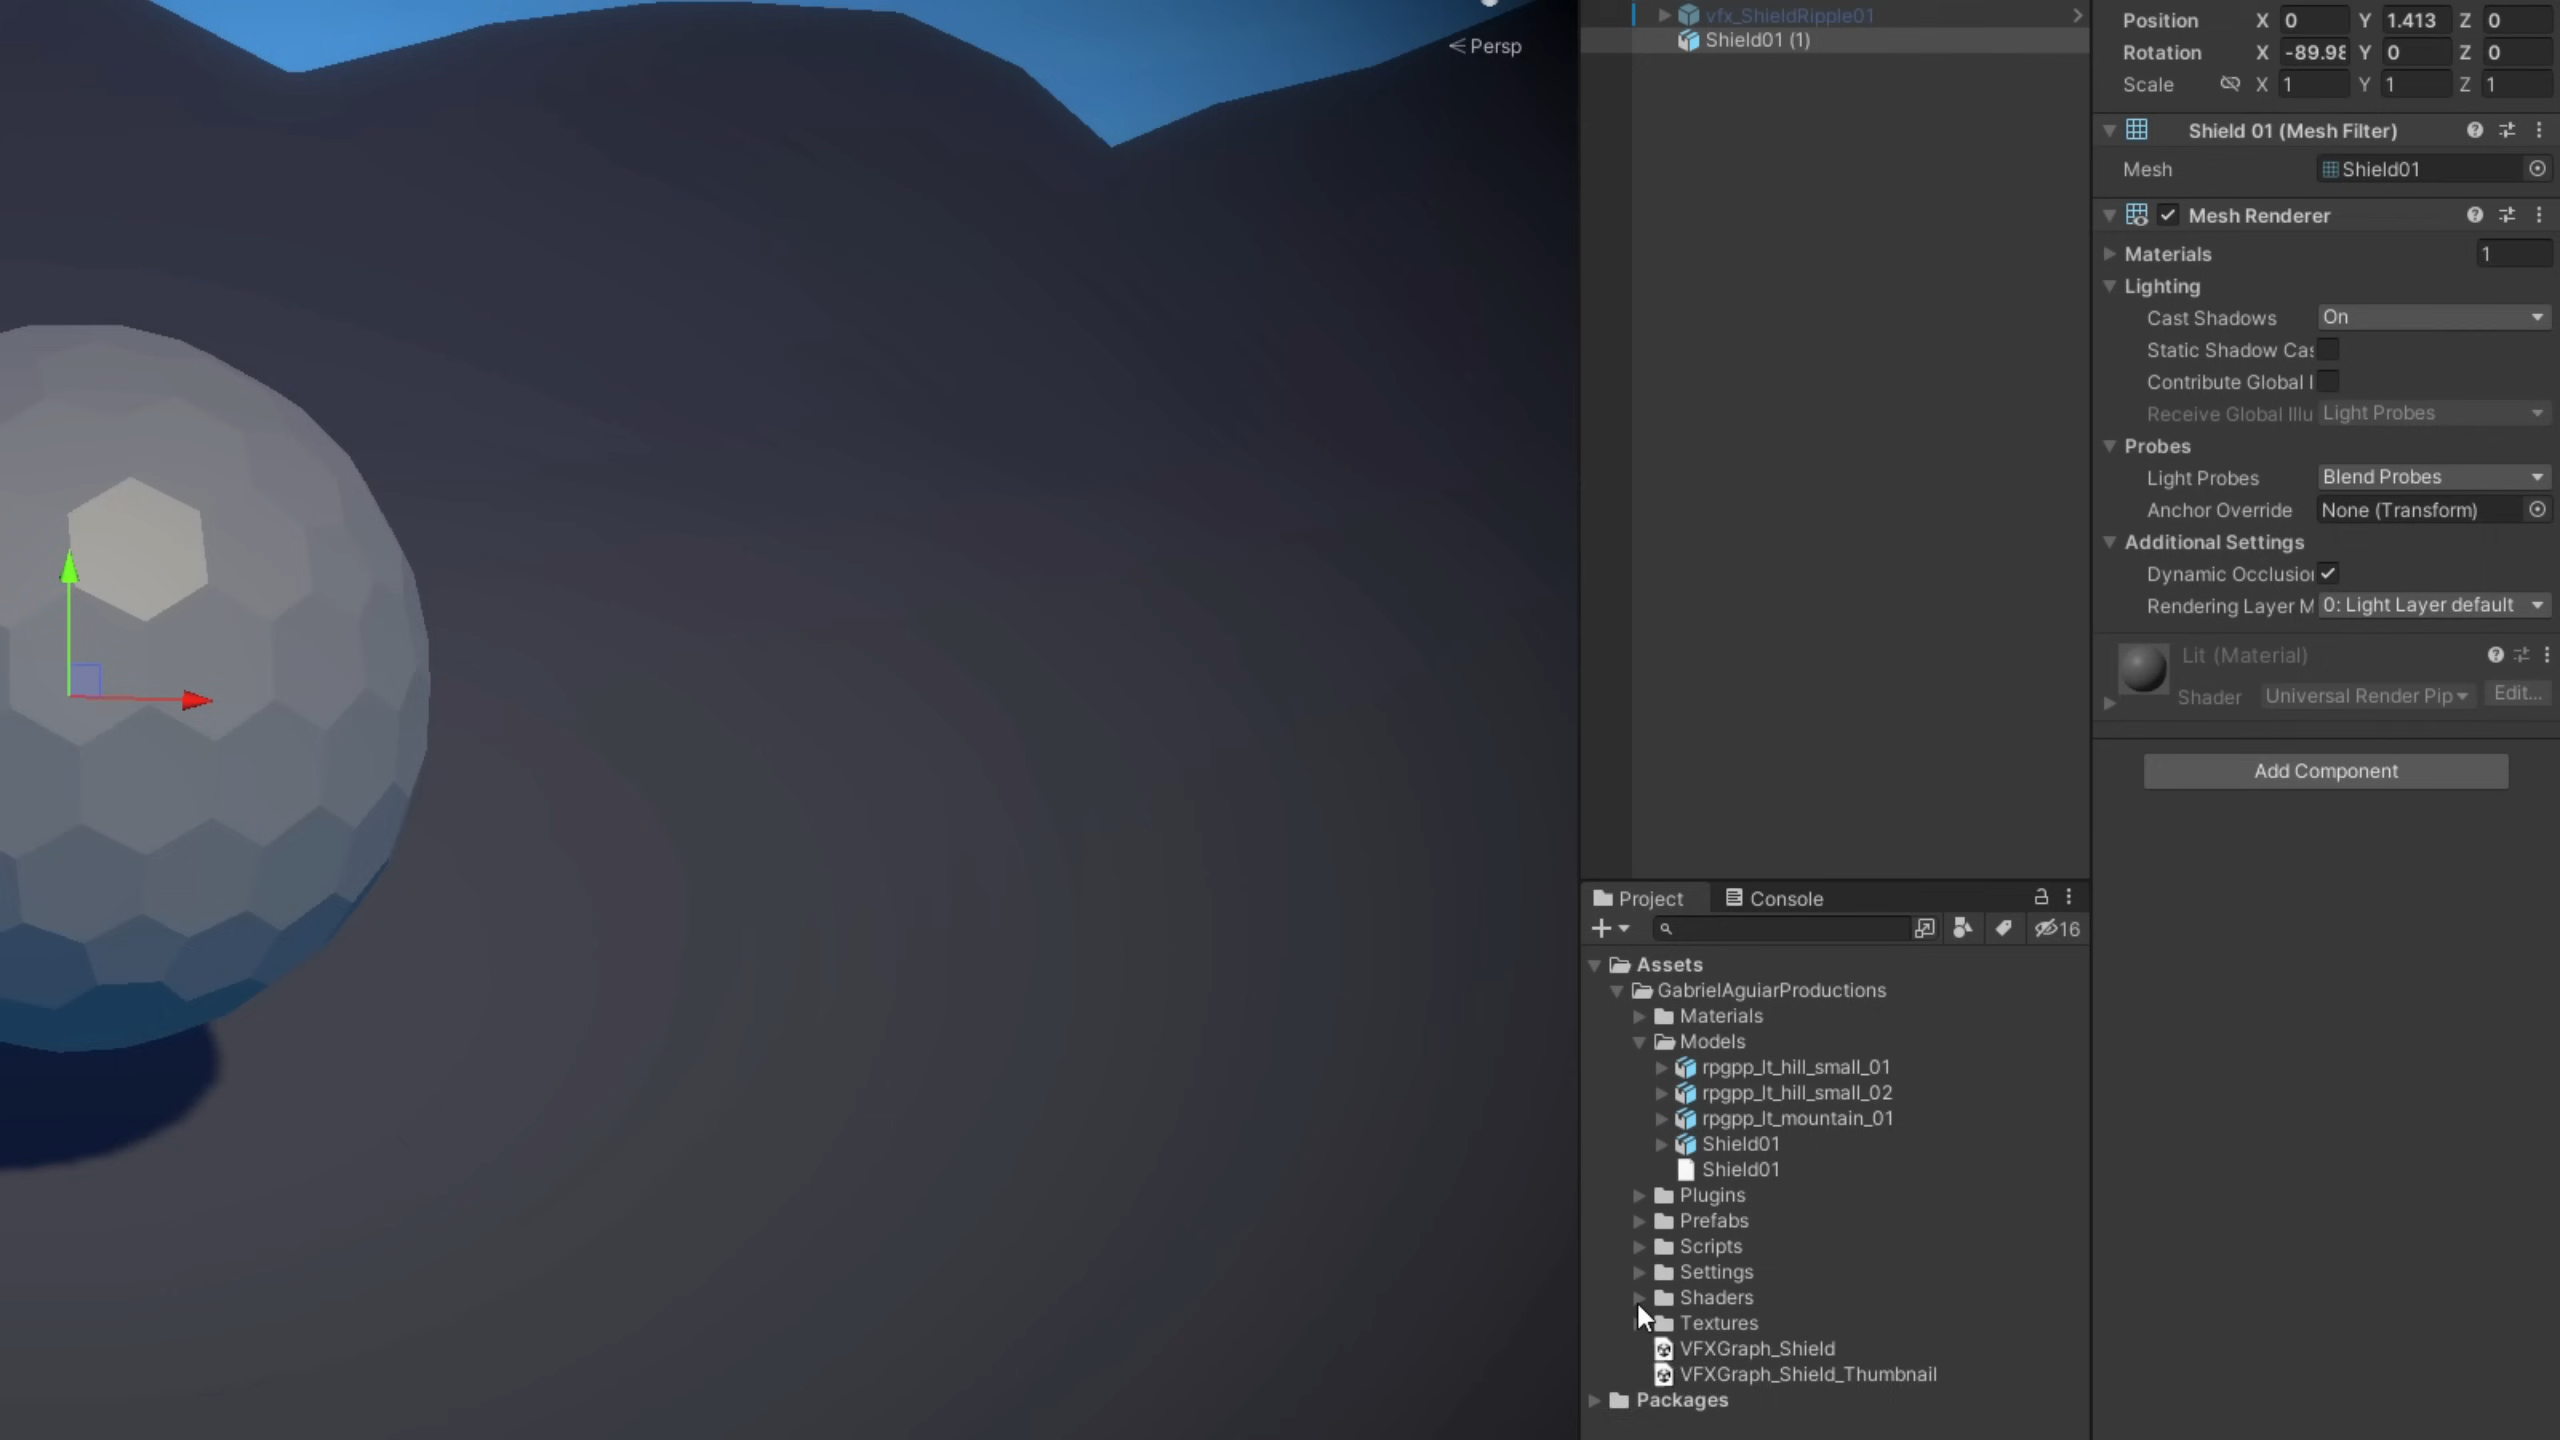 Persp
vfx_ShieldRipple01
Shield01 (1)
Position X 0 Y 1.413 Z 0
Rotation X -89.98 Y 0 Z 0
Scale X 1 Y 1 Z 1
Shield 01 (Mesh Filter)
Mesh Shield01
Mesh Renderer
Materials 1
Lighting
Cast Shadows On
Static Shadow Cas
Contribute Global I
Receive Global Illu Light Probes
Probes
Light Probes Blend Probes
Anchor Override None (Transform)
Additional Settings
Dynamic Occlusion
Rendering Layer M 0: Light Layer default
Lit (Material)
Shader Universal Render Pip Edit...
Add Component
Project Console
16
Assets
GabrielAguiarProductions
Materials
Models
rpgpp_lt_hill_small_01
rpgpp_lt_hill_small_02
rpgpp_lt_mountain_01
Shield01
Shield01
Plugins
Prefabs
Scripts
Settings
Shaders
Textures
VFXGraph_Shield
VFXGraph_Shield_Thumbnail
Packages